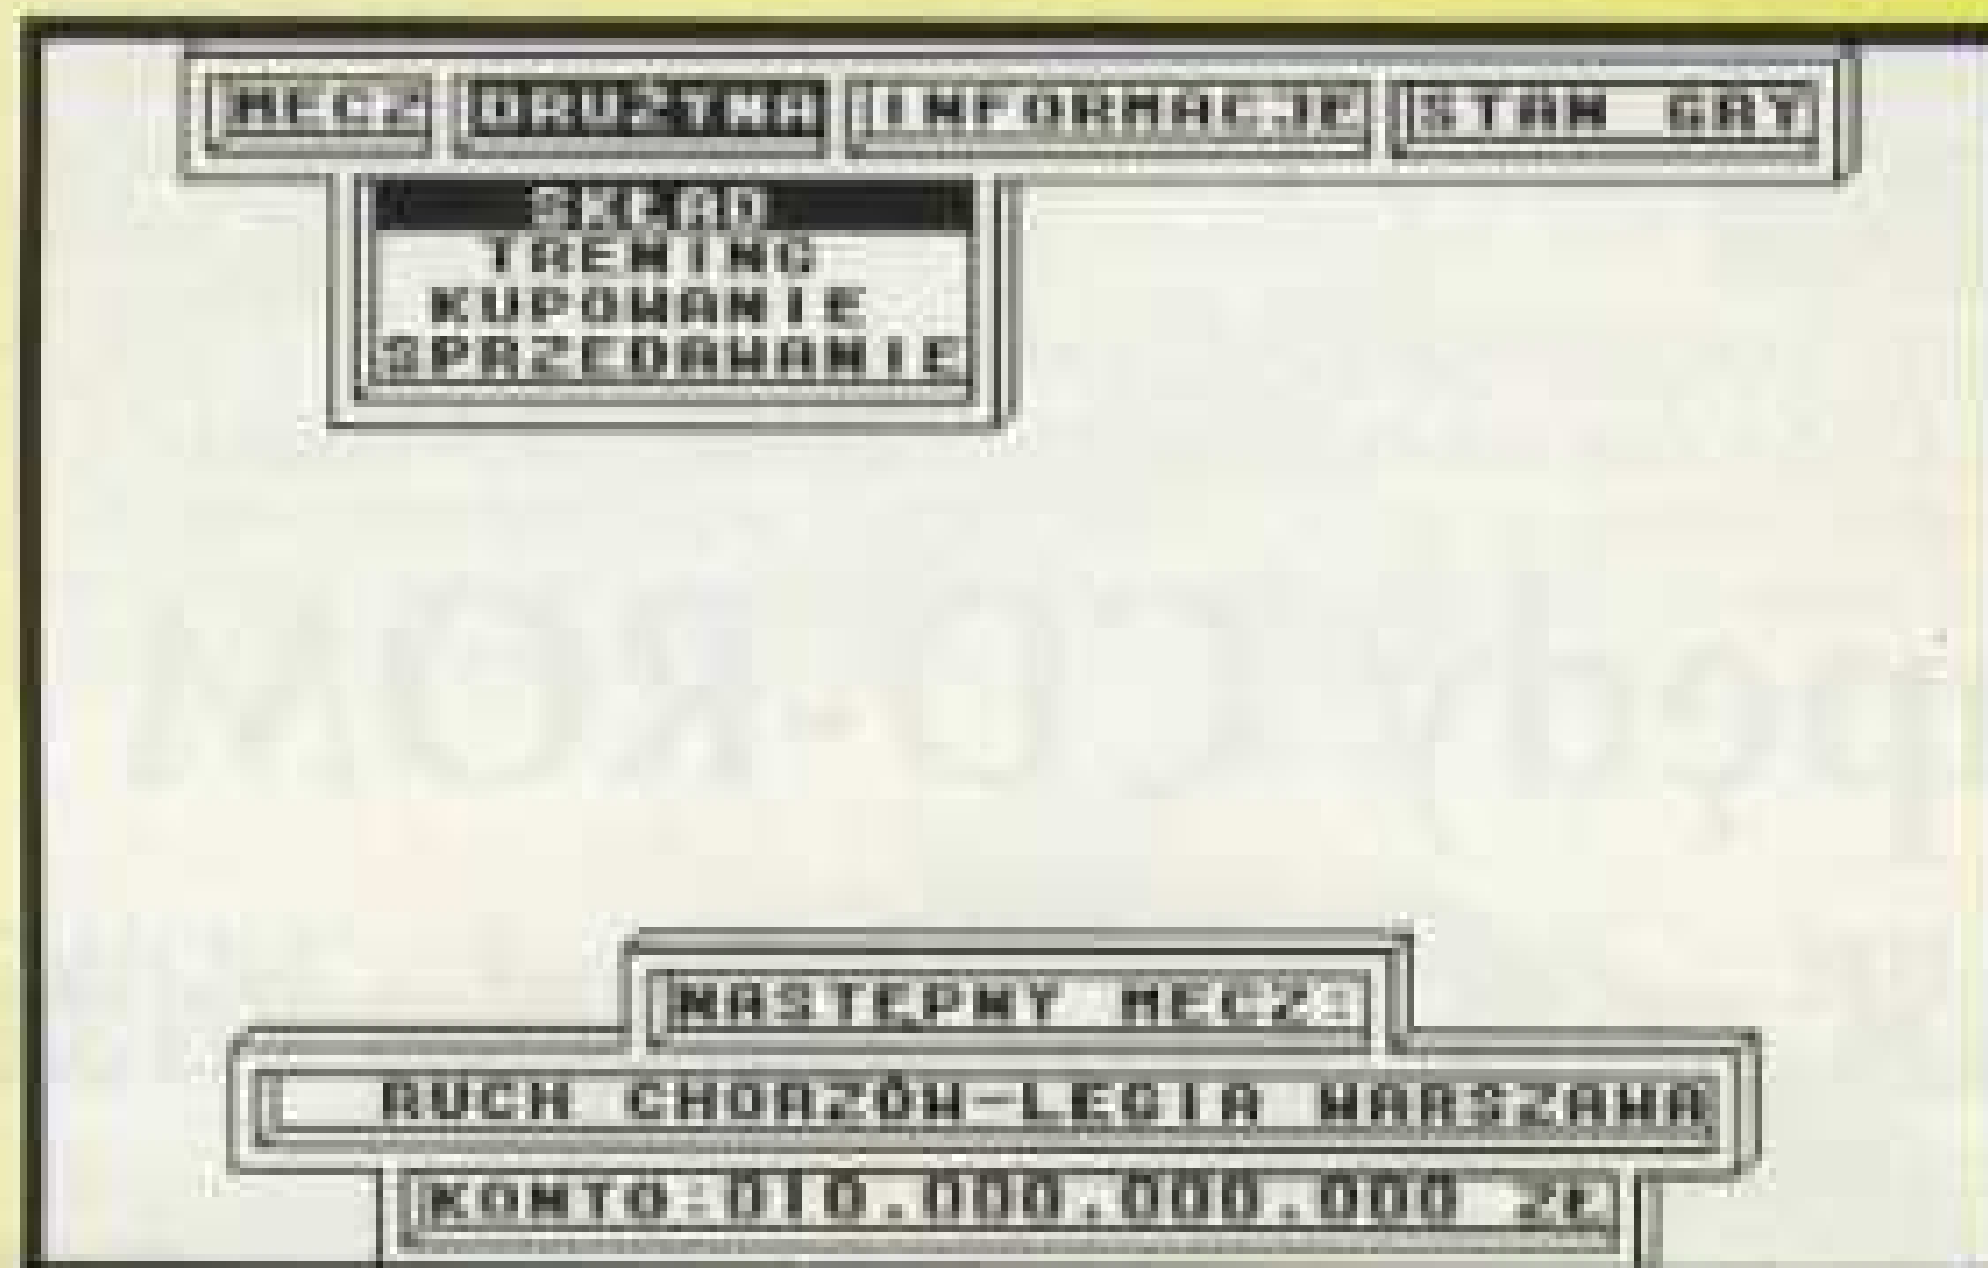 MECZ DRUŻYNA INFORMACJE STAN GRY
SKŁAD
TRENING
KUPOWANIE
SPRZEDAWANIE
NASTĘPNY MECZ:
RUCH CHORZÓW-LEGIA WARSZAWA
KONTO:010.000.000.000 ZŁ